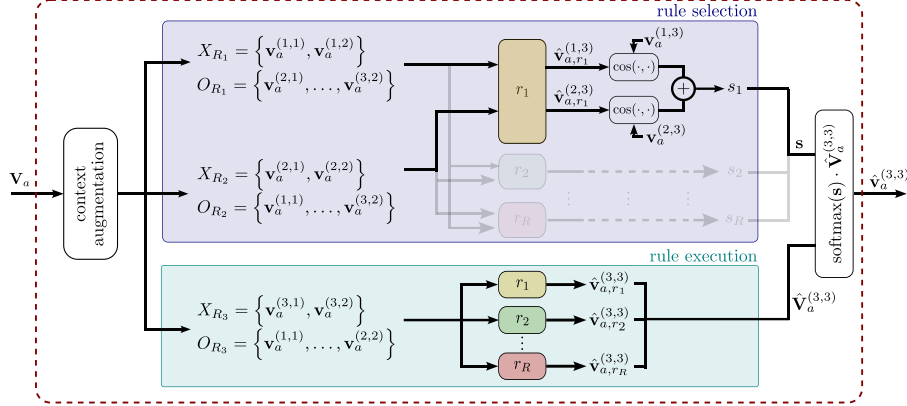 rule selection
V_a
context
augmentation
X_{R_1} = {v_a^{(1,1)}, v_a^{(1,2)}}
O_{R_1} = {v_a^{(2,1)}, ..., v_a^{(3,2)}}
X_{R_2} = {v_a^{(2,1)}, v_a^{(2,2)}}
O_{R_2} = {v_a^{(1,1)}, ..., v_a^{(3,2)}}
r_1
v̂_{a,r_1}^{(1,3)}
v_a^{(1,3)}
cos(·,·)
v̂_{a,r_1}^{(2,3)}
cos(·,·)
v_a^{(2,3)}
+
s_1
r_2
s_2
⋮ ⋮ ⋮ ⋮
r_R
s_R
s
softmax(s) · V̂_a^{(3,3)}
v̂_a^{(3,3)}
V̂_a^{(3,3)}
rule execution
X_{R_3} = {v_a^{(3,1)}, v_a^{(3,2)}}
O_{R_3} = {v_a^{(1,1)}, ..., v_a^{(2,2)}}
r_1
v̂_{a,r_1}^{(3,3)}
r_2
v̂_{a,r_2}^{(3,3)}
⋮
r_R
v̂_{a,r_R}^{(3,3)}